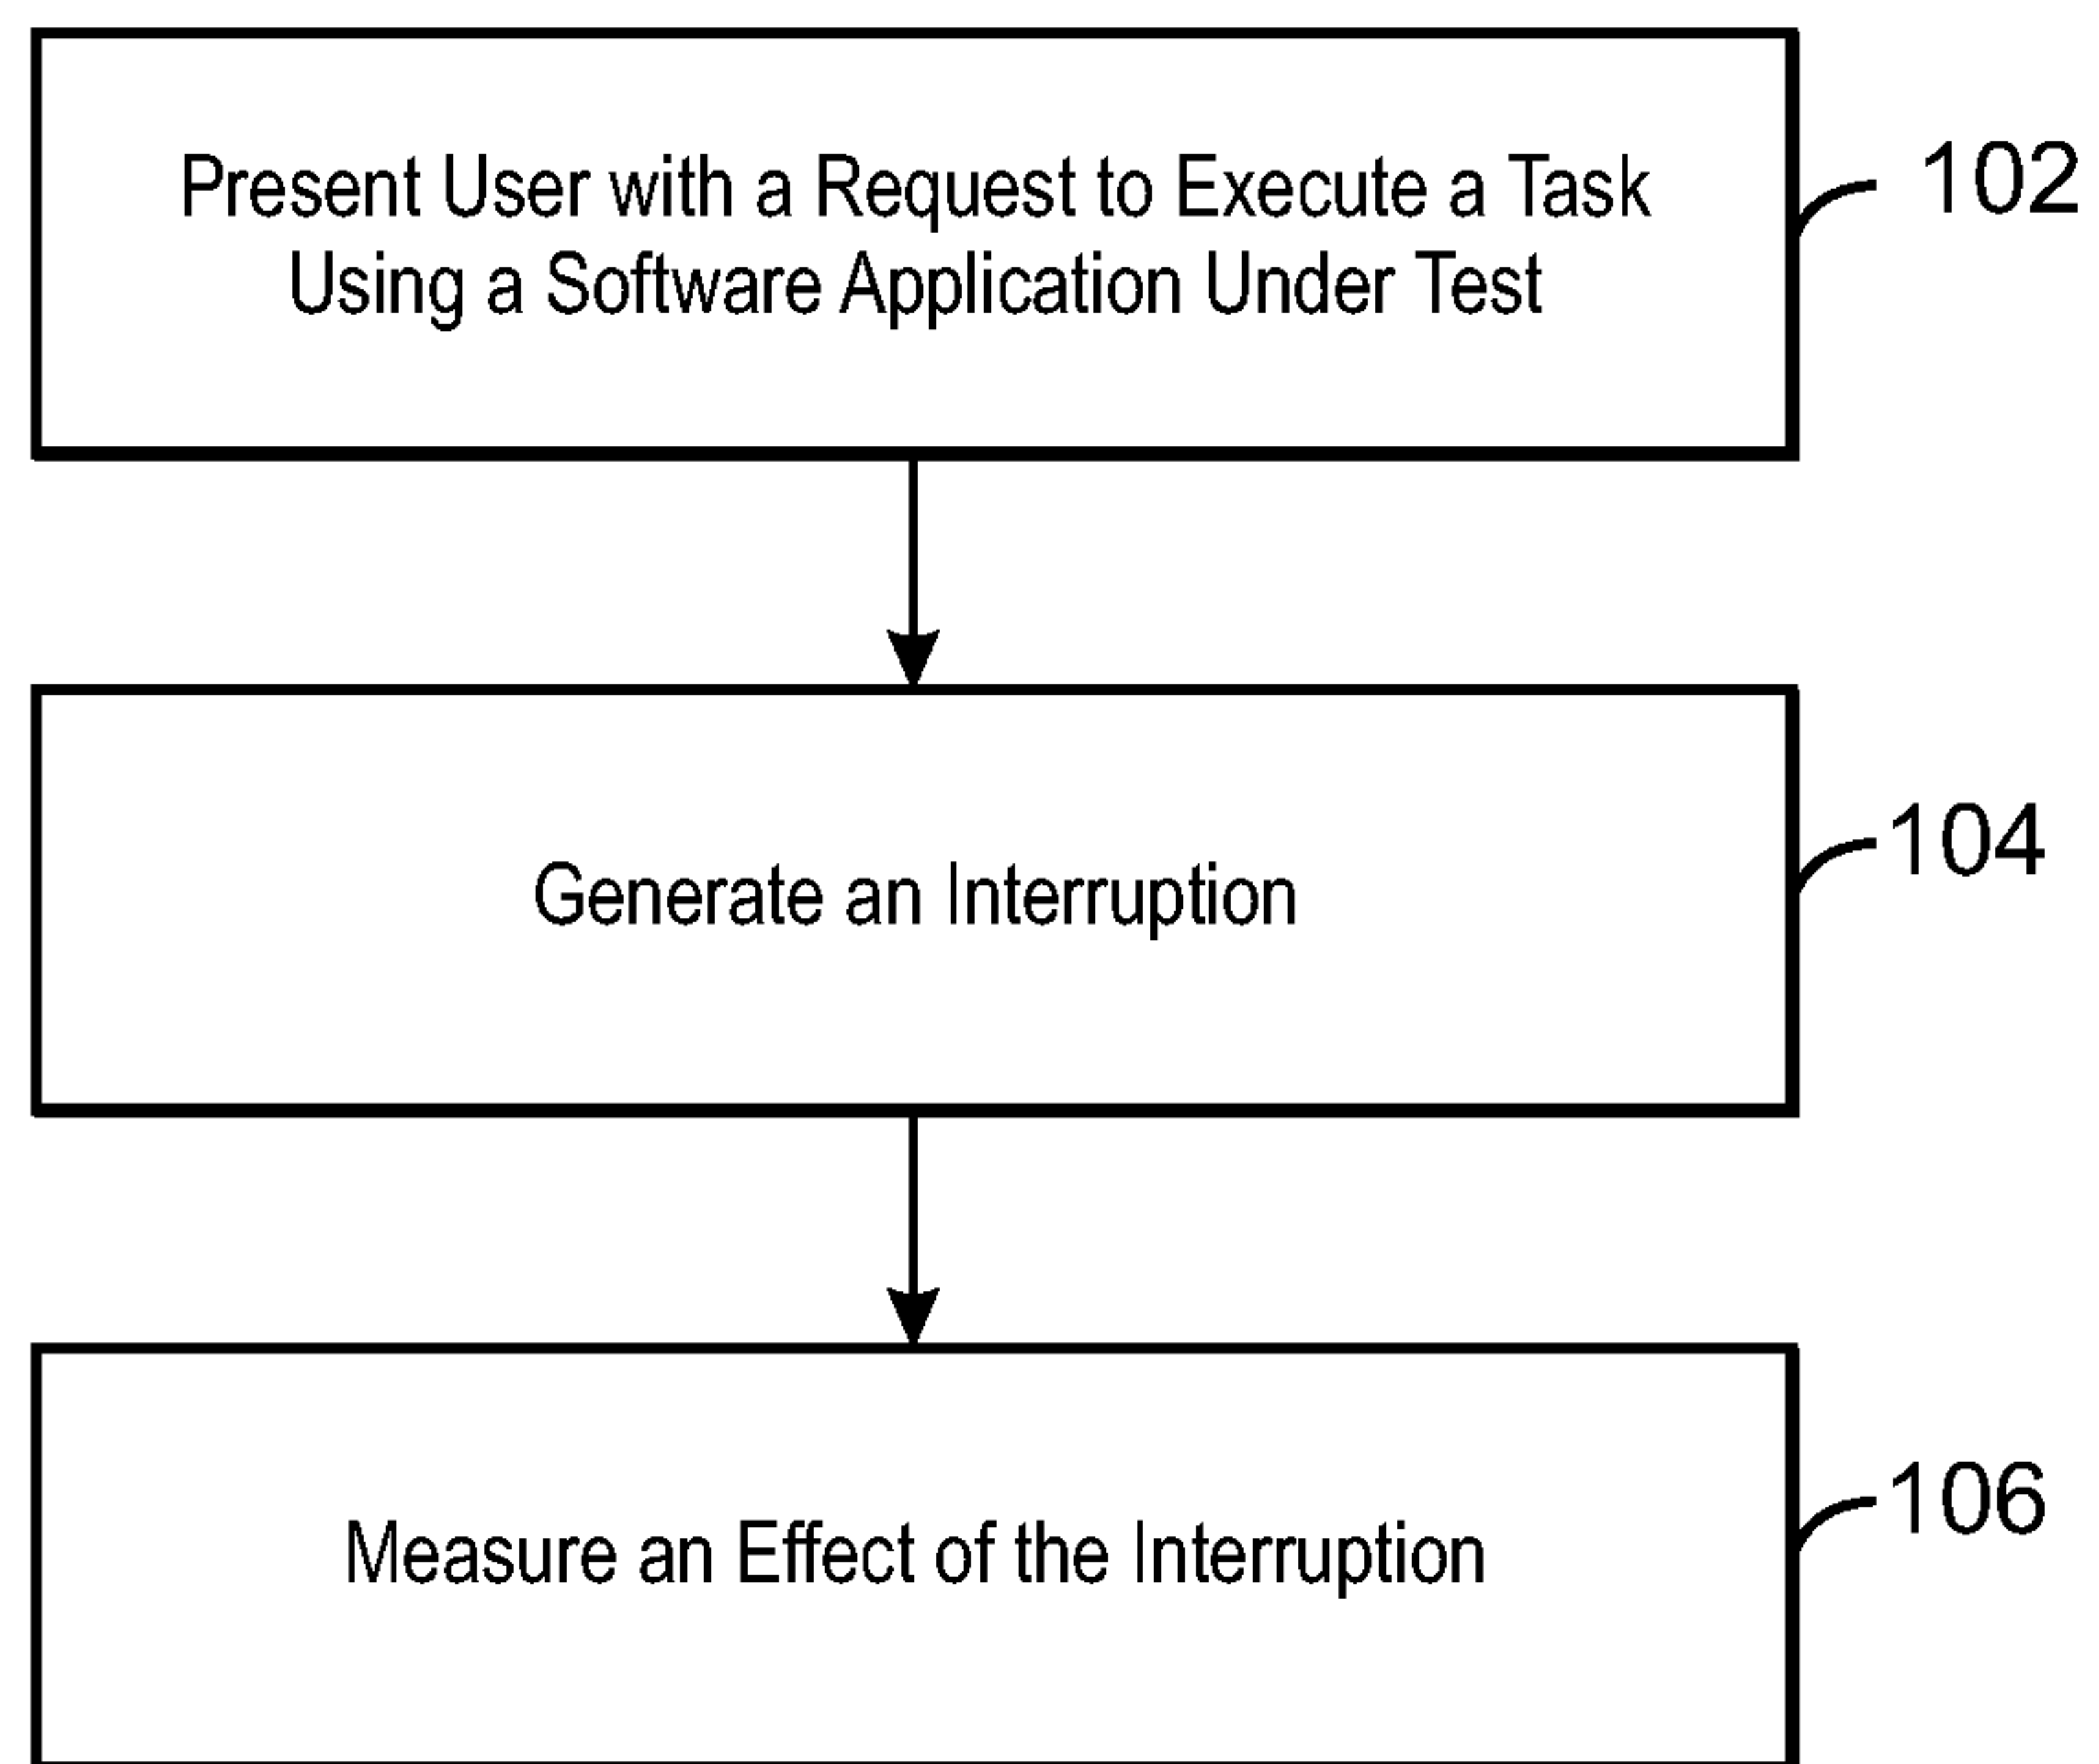 Present User with a Request to Execute a Task
Using a Software Application Under Test
102
Generate an Interruption
104
Measure an Effect of the Interruption
106